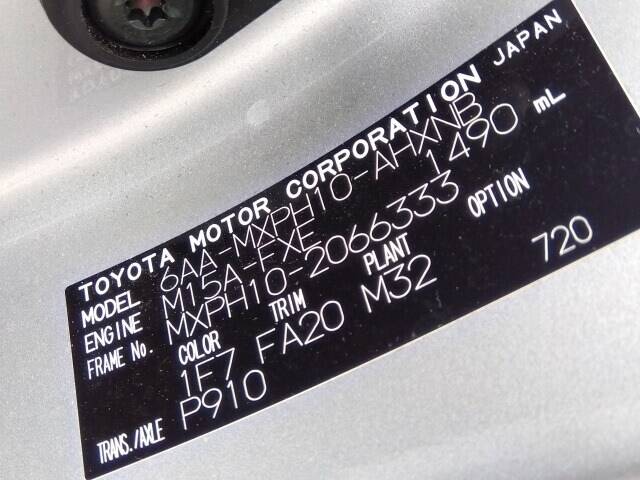 TOYOTA MOTOR CORPORATION JAPAN
MODEL 6AA-MXPH10-AHXNB
ENGINE M15A-FXE 1490 mL
FRAME No. MXPH10-2066333
COLOR TRIM PLANT OPTION
1F7 FA20 M32 720
TRANS./AXLE P910